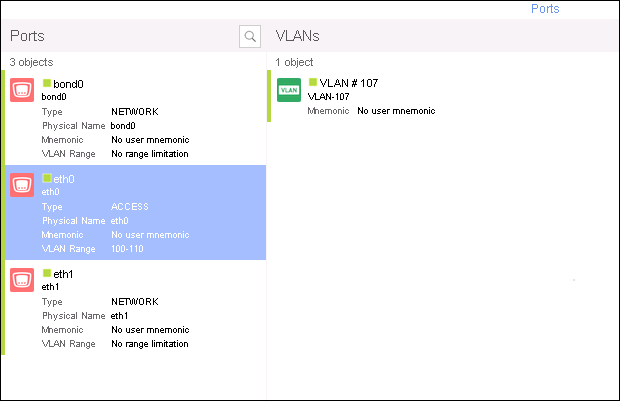 Ports
Ports
VLANs
3 objects
1 object
bond0
bond0
Type NETWORK
Physical Name bond0
Mnemonic No user mnemonic
VLAN Range No range limitation
eth0
eth0
Type ACCESS
Physical Name eth0
Mnemonic No user mnemonic
VLAN Range 100-110
eth1
eth1
Type NETWORK
Physical Name eth1
Mnemonic No user mnemonic
VLAN Range No range limitation
VLAN
VLAN # 107
VLAN-107
Mnemonic No user mnemonic